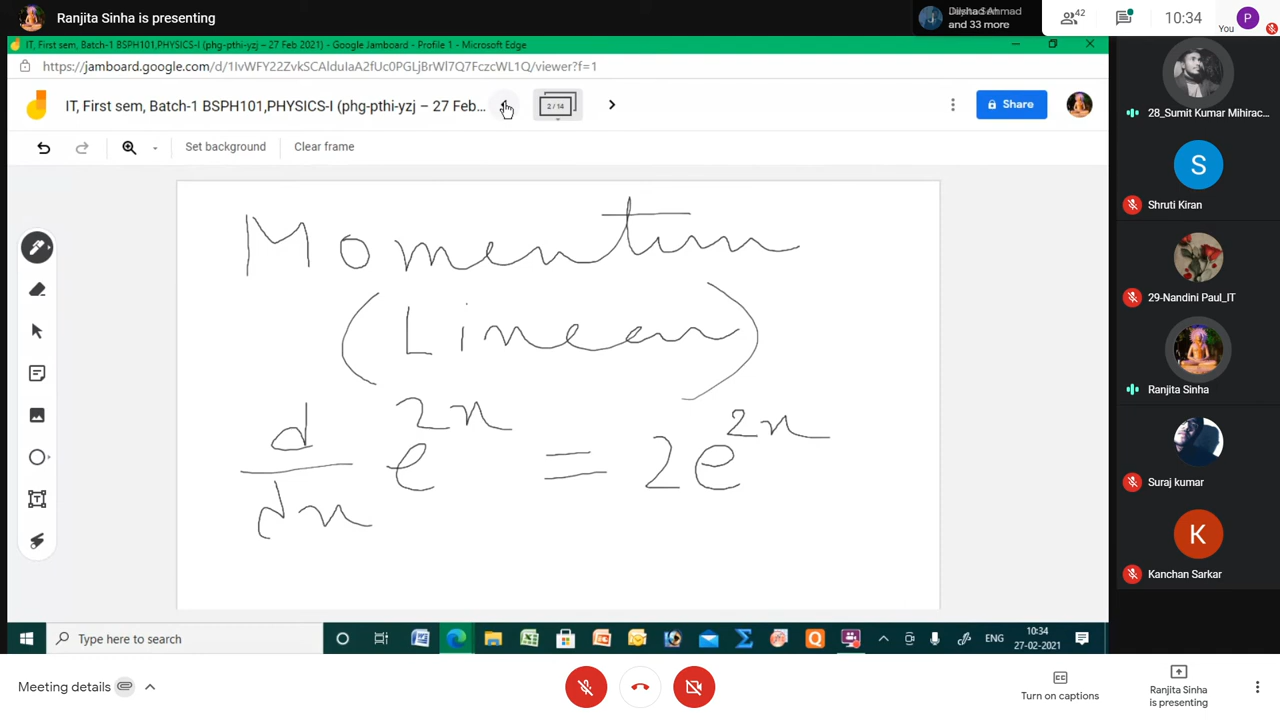 Ranjita Sinha is presenting
and 33 more
42
10:34
You
P
IT, First sem, Batch-1 BSPH101,PHYSICS-I (phg-pthi-yzj – 27 Feb 2021) - Google Jamboard - Profile 1 - Microsoft Edge
https://jamboard.google.com/d/1IvWFY22ZvkSCAlduIaA2fUc0PGLjBrWl7Q7FczcWL1Q/viewer?f=1
IT, First sem, Batch-1 BSPH101,PHYSICS-I (phg-pthi-yzj – 27 Feb...
2 / 14
Share
Set background
Clear frame
Momentum
(Linear)
d/dx e^2x = 2e^2x
28_Sumit Kumar Mihirac...
S
Shruti Kiran
29-Nandini Paul_IT
Ranjita Sinha
Suraj kumar
K
Kanchan Sarkar
Type here to search
ENG
10:34
27-02-2021
Meeting details
Turn on captions
Ranjita Sinha
is presenting